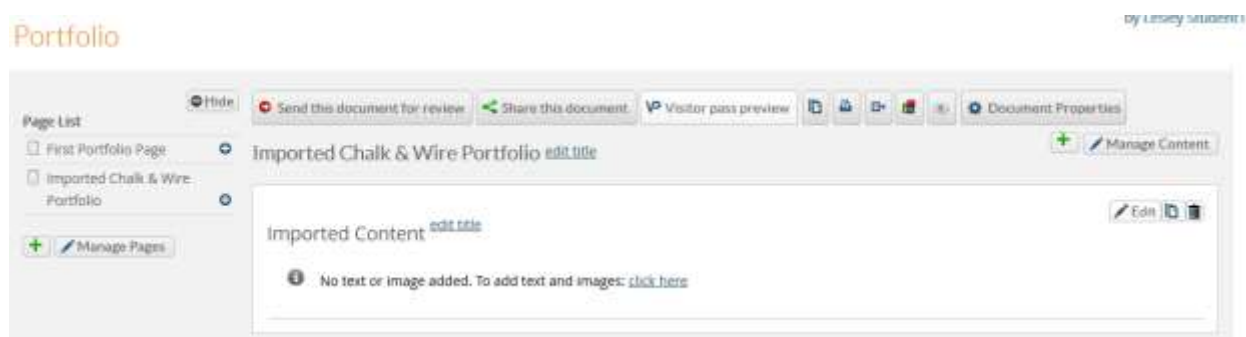 by Lesley Student1
Portfolio
Hide
Send this document for review
Share this document
VP Visitor pass preview
Document Properties
Page List
First Portfolio Page
Imported Chalk & Wire Portfolio edit title
Manage Content
Imported Chalk & Wire
Portfolio
Edit
Manage Pages
Imported Content edit title
No text or image added. To add text and images: click here